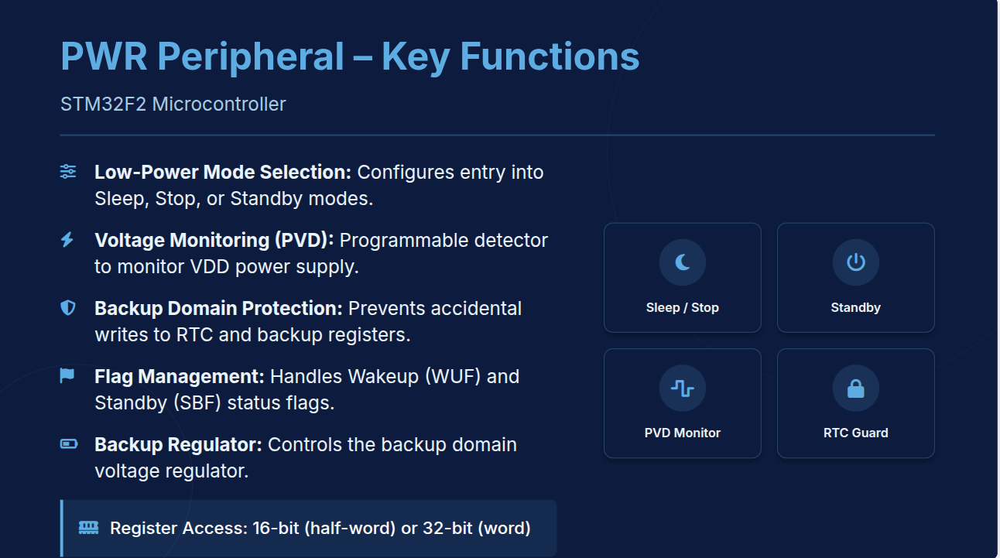 PWR Peripheral – Key Functions
STM32F2 Microcontroller
Low-Power Mode Selection: Configures entry into
Sleep, Stop, or Standby modes.
Voltage Monitoring (PVD): Programmable detector
to monitor VDD power supply.
Backup Domain Protection: Prevents accidental
writes to RTC and backup registers.
Flag Management: Handles Wakeup (WUF) and
Standby (SBF) status flags.
Backup Regulator: Controls the backup domain
voltage regulator.
Register Access: 16-bit (half-word) or 32-bit (word)
Sleep / Stop
Standby
PVD Monitor
RTC Guard